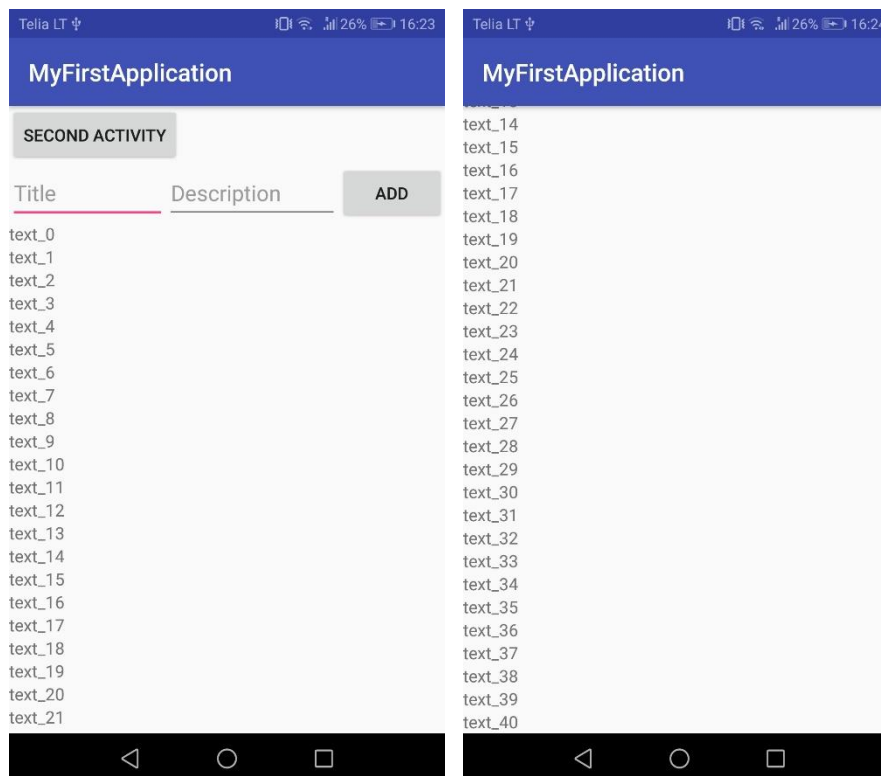 Telia LT 26% 16:23
MyFirstApplication
SECOND ACTIVITY
Title Description ADD
text_0
text_1
text_2
text_3
text_4
text_5
text_6
text_7
text_8
text_9
text_10
text_11
text_12
text_13
text_14
text_15
text_16
text_17
text_18
text_19
text_20
text_21
Telia LT 26% 16:24
MyFirstApplication
text_14
text_15
text_16
text_17
text_18
text_19
text_20
text_21
text_22
text_23
text_24
text_25
text_26
text_27
text_28
text_29
text_30
text_31
text_32
text_33
text_34
text_35
text_36
text_37
text_38
text_39
text_40